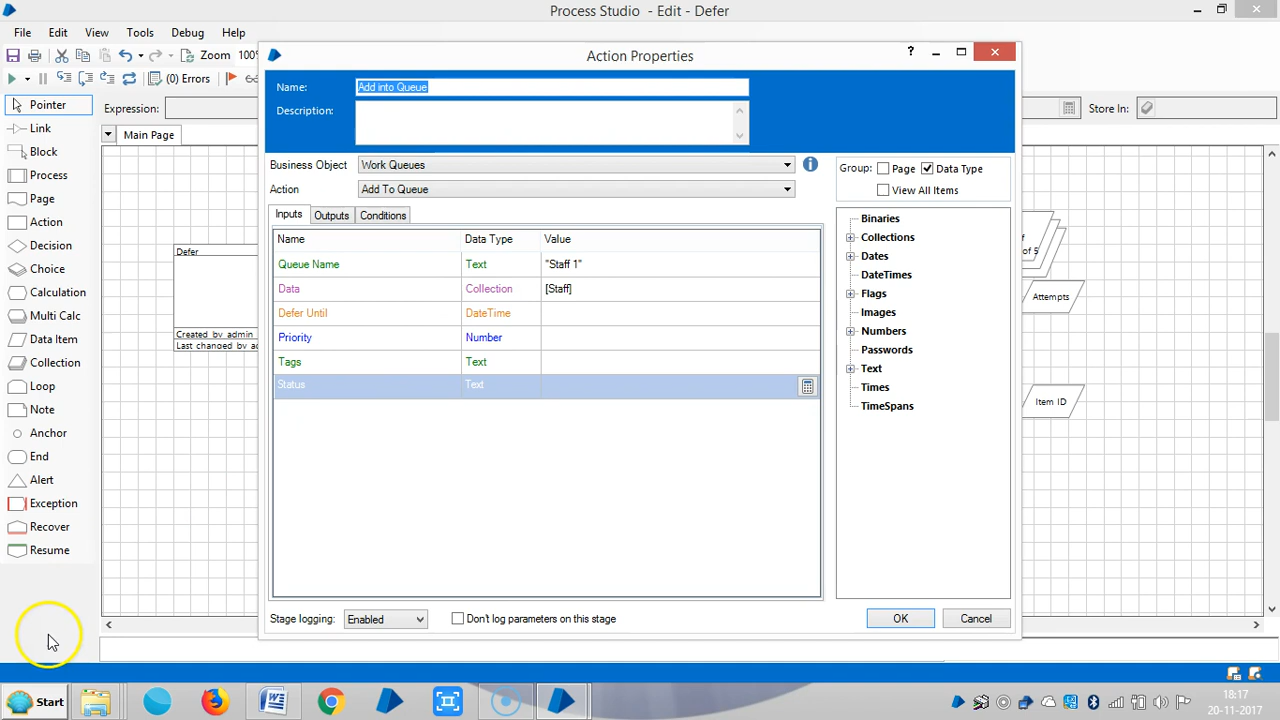 Process Studio - Edit - Defer
File Edit View Tools Debug Help
Zoom 100%
(0) Errors
Expression:
Store In:
Pointer
Link
Block
Process
Page
Action
Decision
Choice
Calculation
Multi Calc
Data Item
Collection
Loop
Note
Anchor
End
Alert
Exception
Recover
Resume
Main Page
Defer
Created by admin
Last changed by
of 5
Attempts
Item ID
Action Properties
?
Name: Add into Queue
Description:
Business Object Work Queues
Action Add To Queue
Inputs Outputs Conditions
Name Data Type Value
Queue Name Text "Staff 1"
Data Collection [Staff]
Defer Until DateTime
Priority Number
Tags Text
Status Text
Group: Page Data Type
View All Items
Binaries
Collections
Dates
DateTimes
Flags
Images
Numbers
Passwords
Text
Times
TimeSpans
Stage logging: Enabled Don't log parameters on this stage
OK Cancel
Start
18:17
20-11-2017